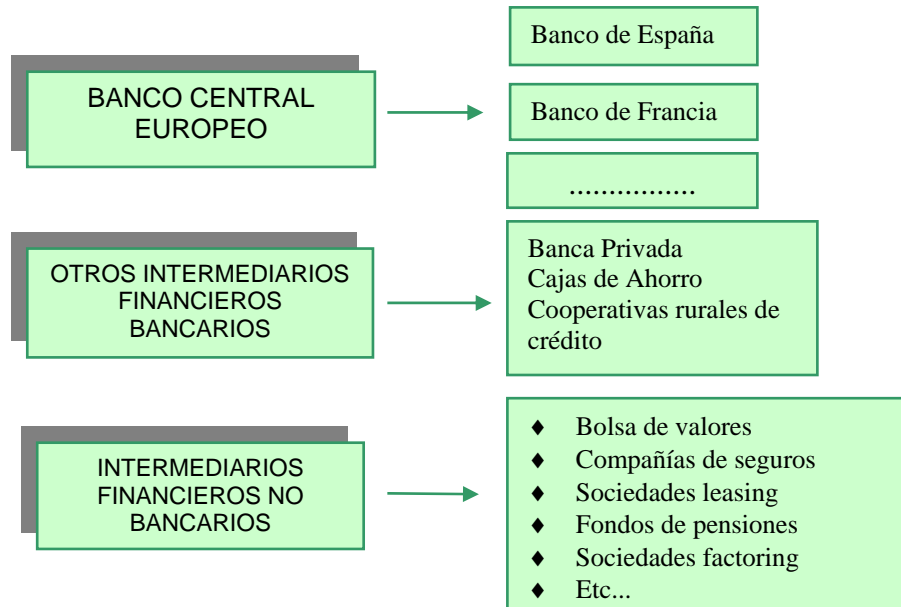 BANCO CENTRAL
EUROPEO
Banco de España
Banco de Francia
................
OTROS INTERMEDIARIOS
FINANCIEROS
BANCARIOS
Banca Privada
Cajas de Ahorro
Cooperativas rurales de
crédito
INTERMEDIARIOS
FINANCIEROS NO
BANCARIOS
♦ Bolsa de valores
♦ Compañías de seguros
♦ Sociedades leasing
♦ Fondos de pensiones
♦ Sociedades factoring
♦ Etc...